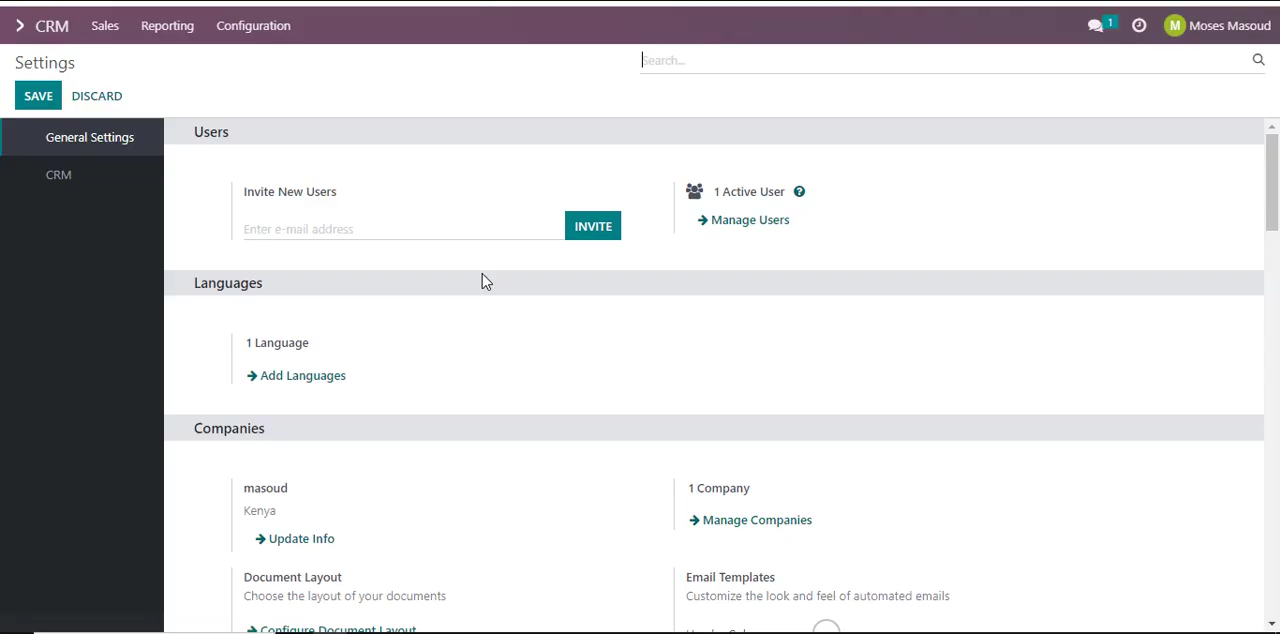 CRM Sales Reporting Configuration 1 M Moses Masoud
Settings
Search...
SAVE DISCARD
General Settings
CRM
Users
Invite New Users
Enter e-mail address
INVITE
1 Active User ?
Manage Users
Languages
1 Language
Add Languages
Companies
masoud
Kenya
Update Info
1 Company
Manage Companies
Document Layout
Choose the layout of your documents
Configure Document Layout
Email Templates
Customize the look and feel of automated emails